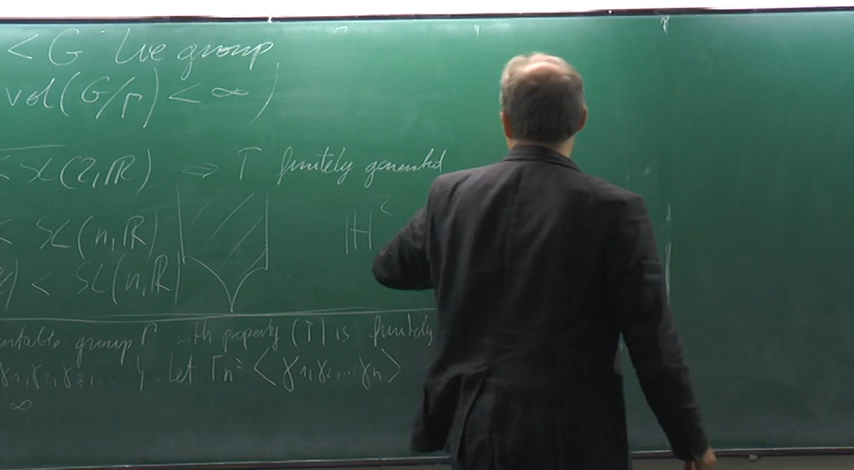 < G Lie group
vol(G/Γ) < ∞)
< SL(2,ℝ) ⇒ Γ finitely generated
< SL(n,ℝ)
ℍ²
) < SL(n,ℝ)
group Γ with property (T) is finitely
γ₁,γ₂,γ₃,...}. Let Γn = <γ₁,γ₂,...γn>
∞